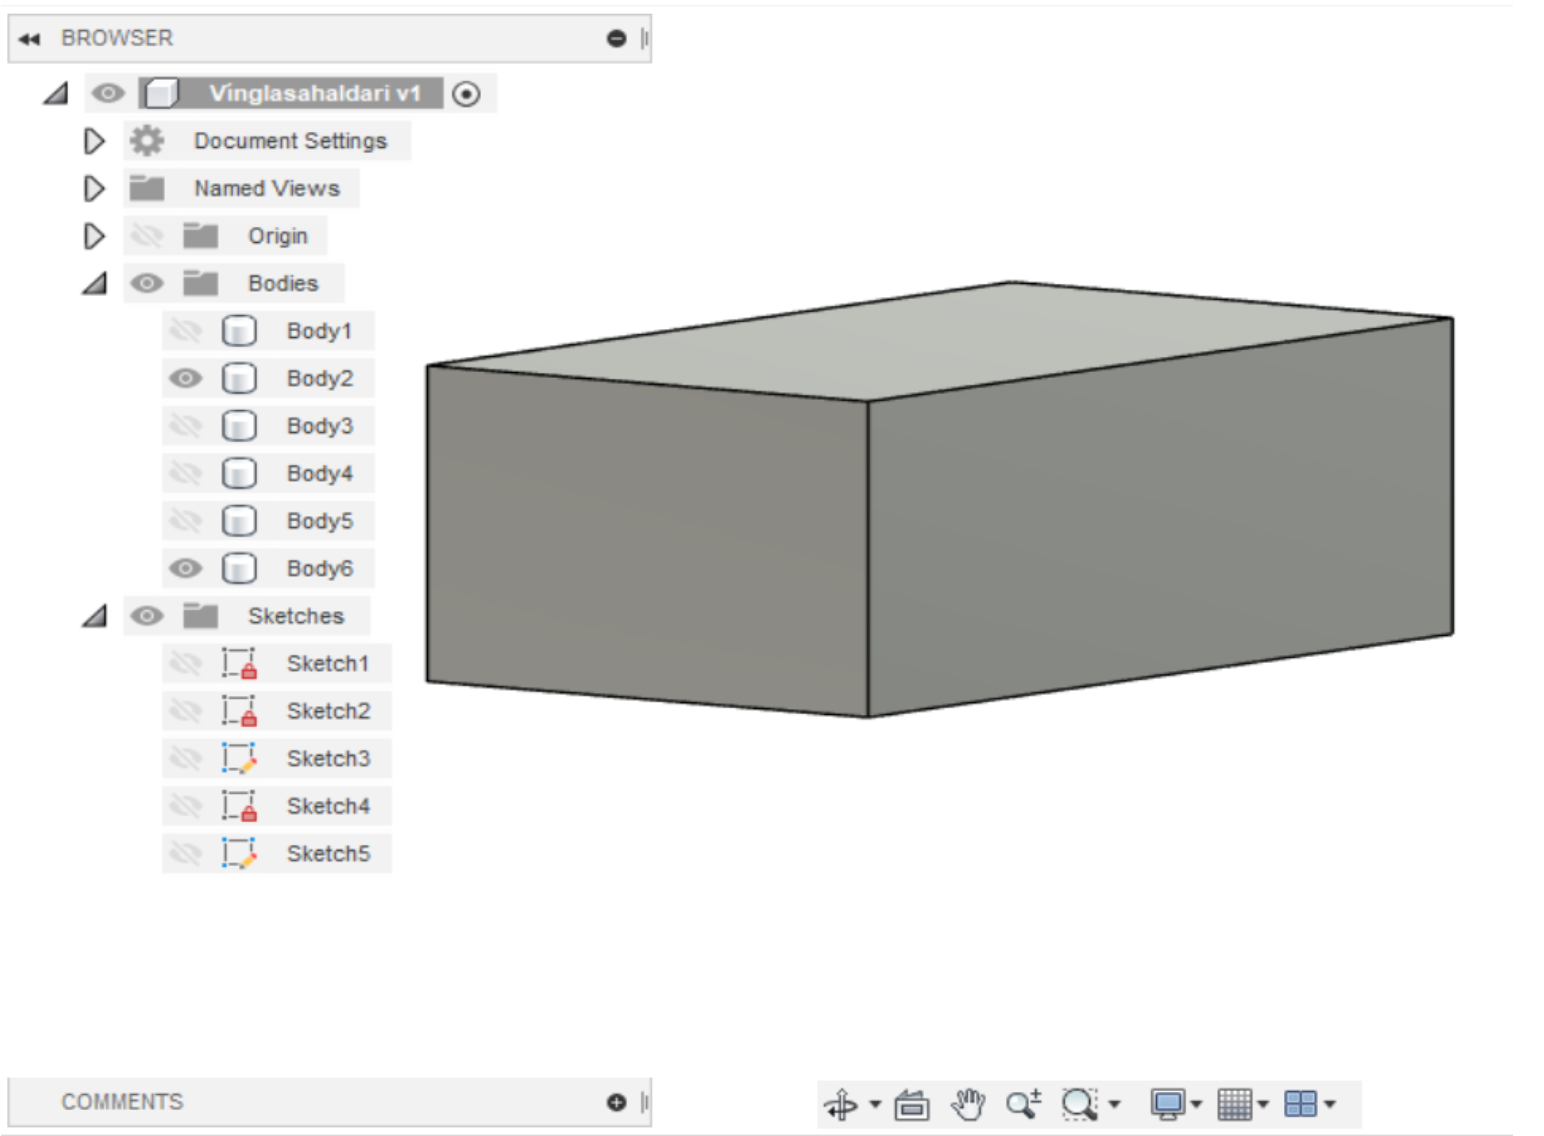 BROWSER
Vinglasahaldari v1
Document Settings
Named Views
Origin
Bodies
Body1
Body2
Body3
Body4
Body5
Body6
Sketches
Sketch1
Sketch2
Sketch3
Sketch4
Sketch5
COMMENTS